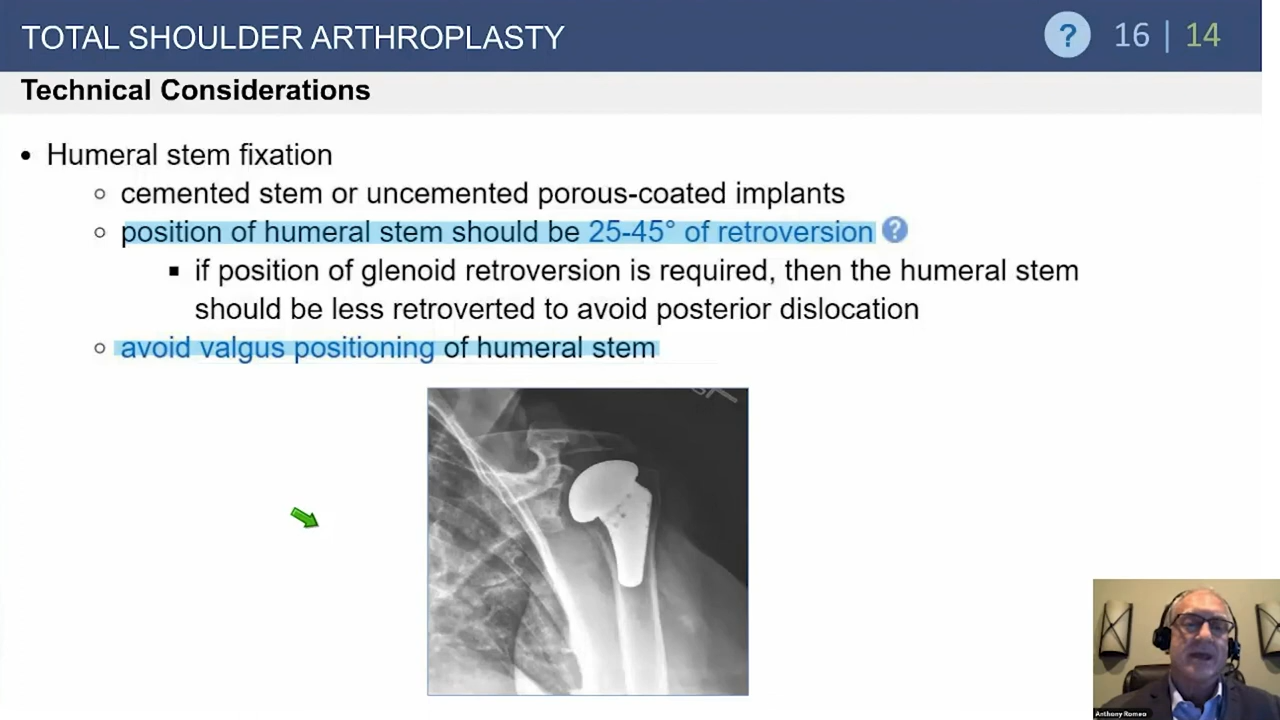 TOTAL SHOULDER ARTHROPLASTY
? 16 | 14
Technical Considerations
• Humeral stem fixation
○ cemented stem or uncemented porous-coated implants
○ position of humeral stem should be 25-45° of retroversion ?
▪ if position of glenoid retroversion is required, then the humeral stem
should be less retroverted to avoid posterior dislocation
○ avoid valgus positioning of humeral stem
Anthony Romeo